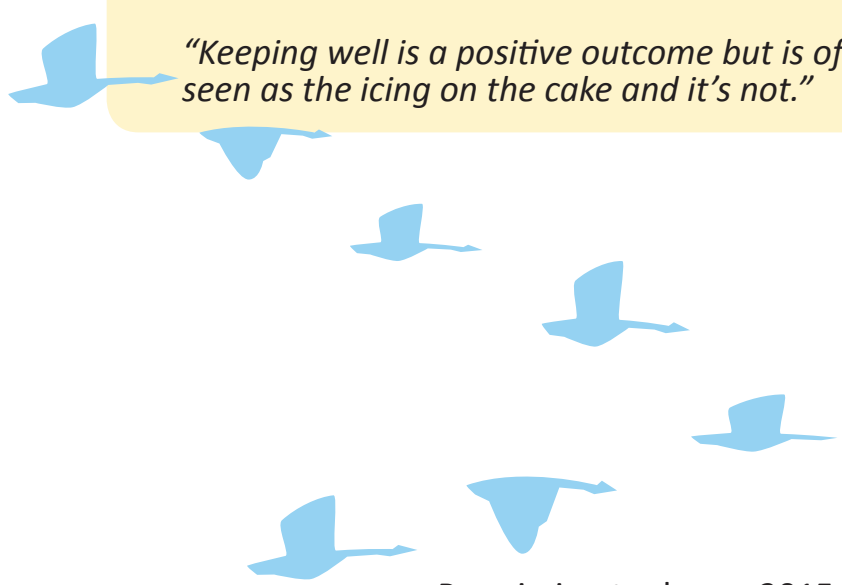 “Keeping well is a positive outcome but is of
seen as the icing on the cake and it’s not.”